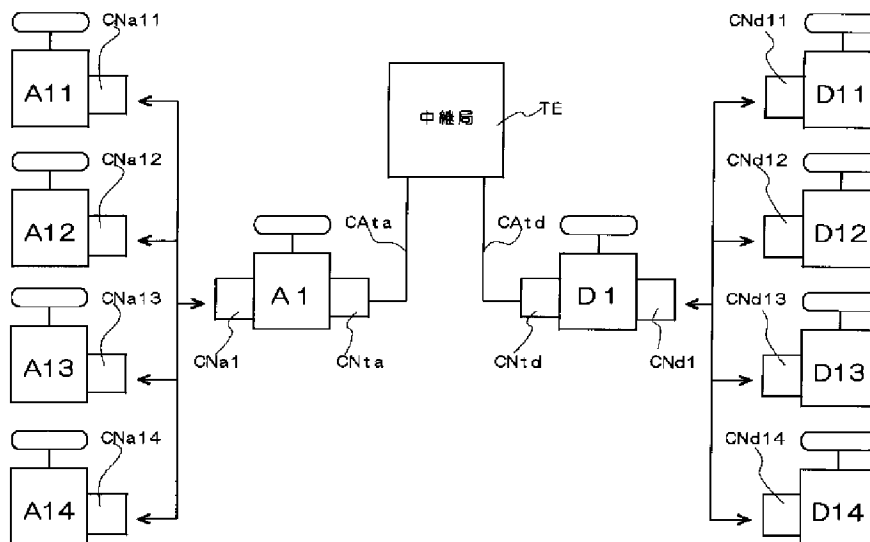 CNa11
A11
CNa12
A12
CNa13
A13
CNa14
A14
中継局
TE
CAta
CAtd
A1
D1
CNa1
CNta
CNtd
CNd1
CNd11
D11
CNd12
D12
CNd13
D13
CNd14
D14